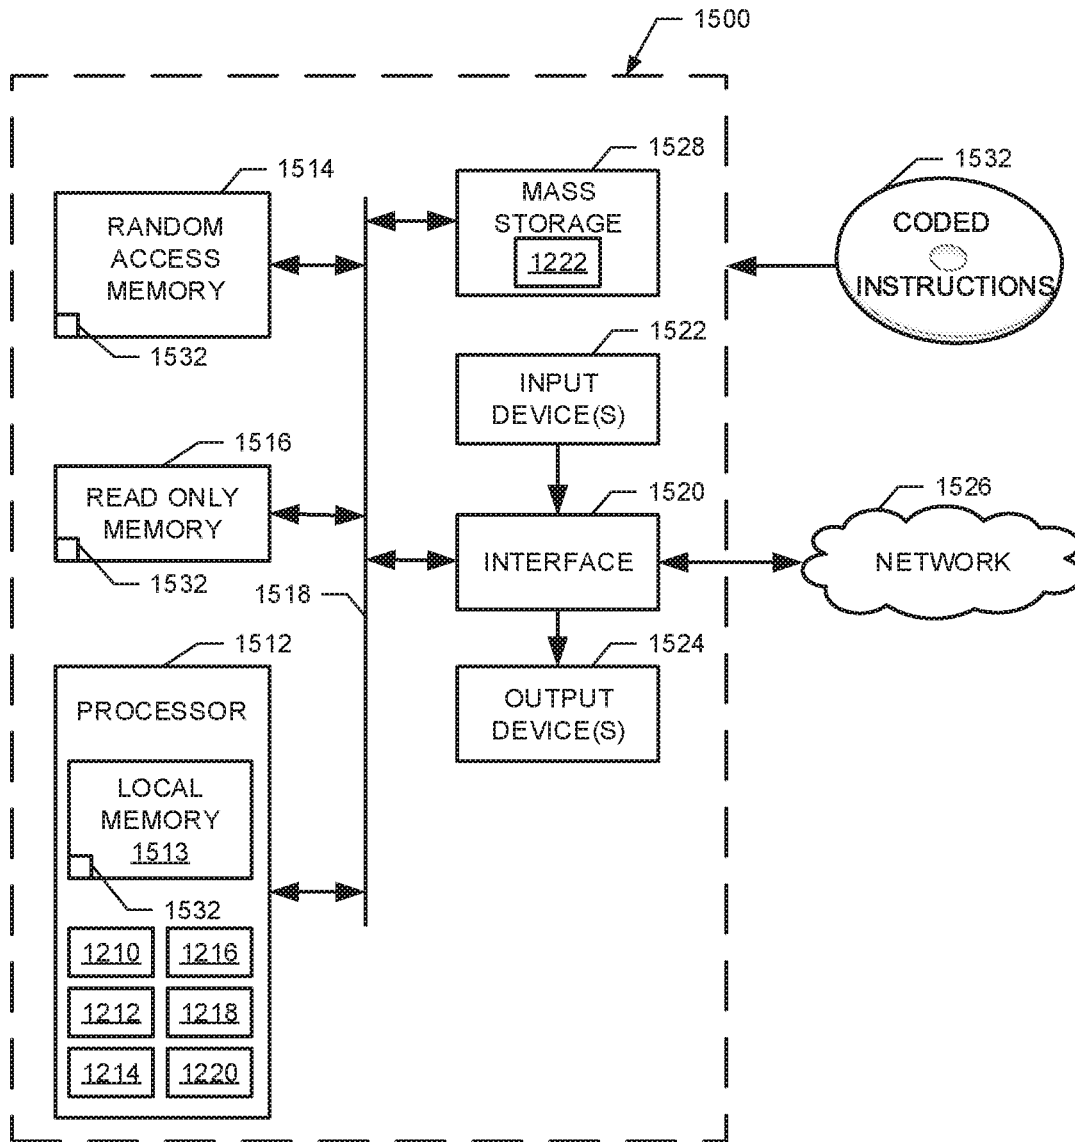 1500
1514
RANDOM
ACCESS
MEMORY
1532
1528
MASS
STORAGE
1222
1532
CODED
INSTRUCTIONS
1522
INPUT
DEVICE(S)
1516
READ ONLY
MEMORY
1532
1520
INTERFACE
1526
NETWORK
1518
1512
PROCESSOR
LOCAL
MEMORY
1513
1532
1210
1216
1212
1218
1214
1220
1524
OUTPUT
DEVICE(S)